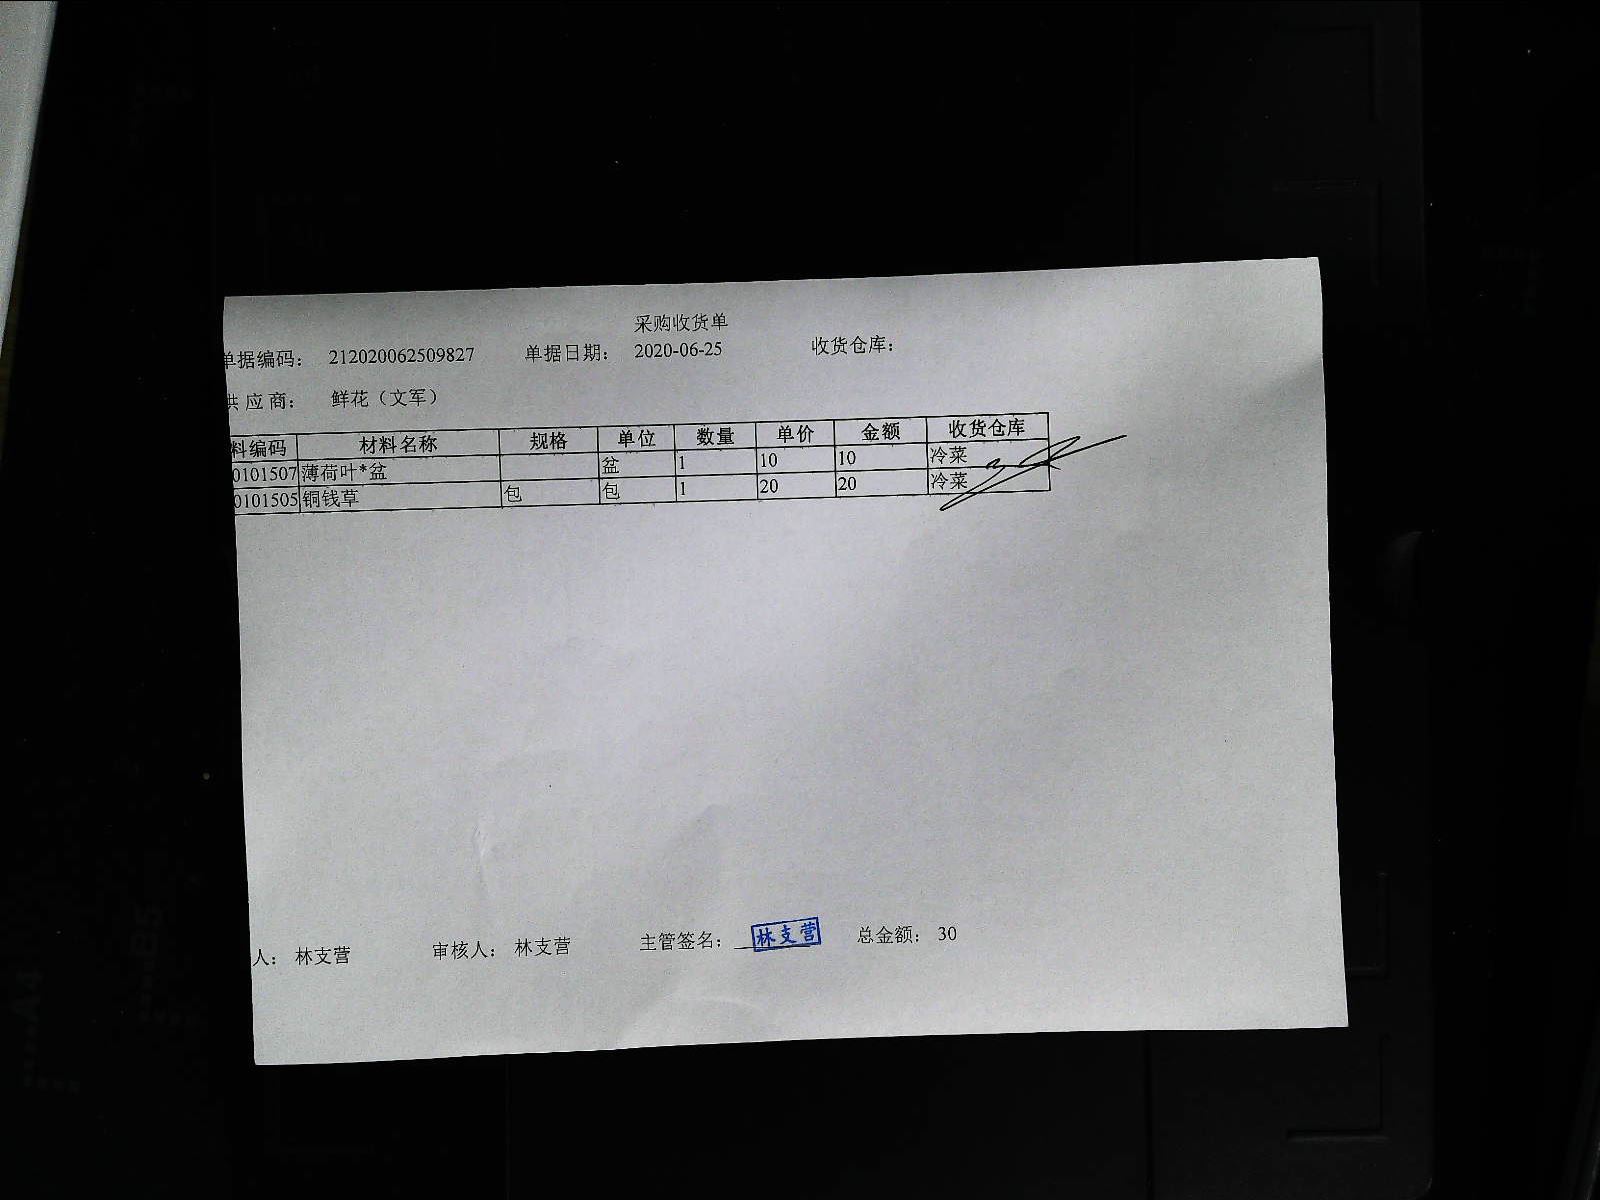 采购收货单
单据编码： 212020062509827 单据日期： 2020-06-25 收货仓库：
供 应 商： 鲜花（文军）
料编码 材料名称 规格 单位 数量 单价 金额 收货仓库
0101507 薄荷叶*盆 盆 1 10 10 冷菜
0101505 铜钱草 包 包 1 20 20 冷菜
人： 林支营 审核人： 林支营 主管签名： 林支营 总金额： 30